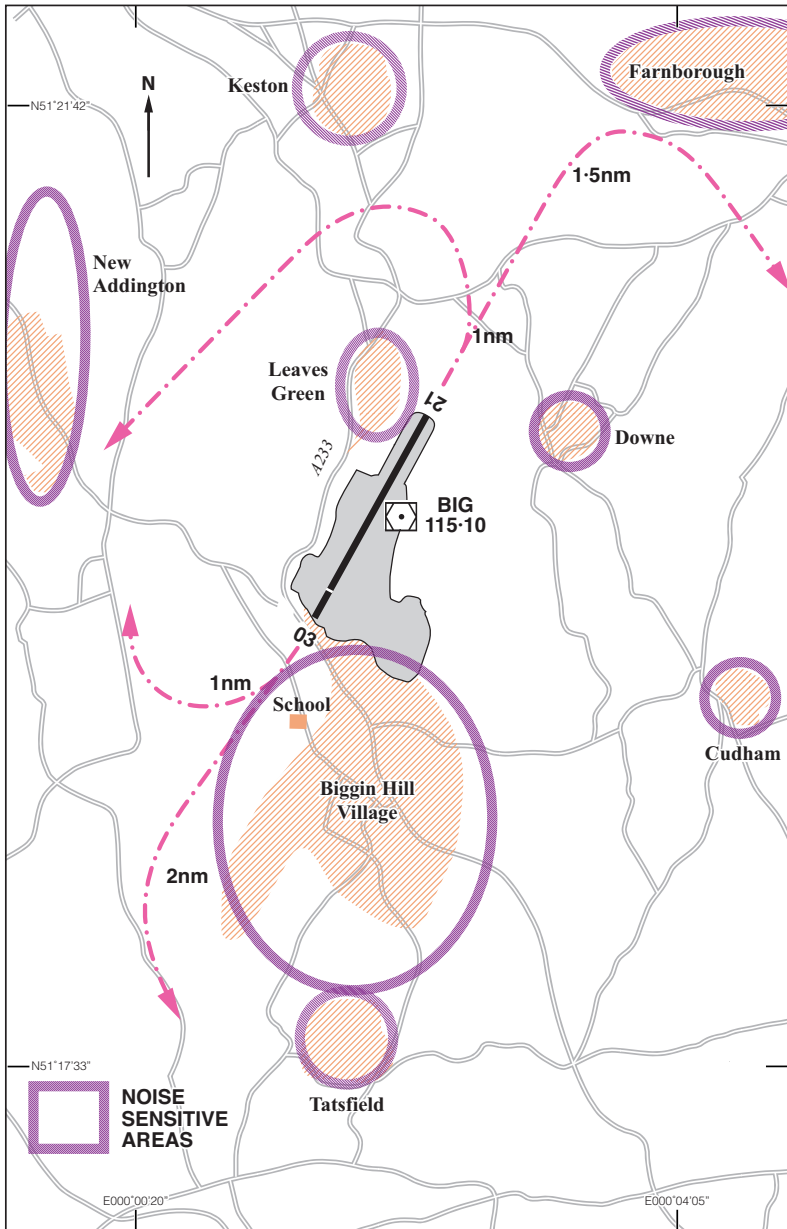 Keston
Farnborough
N51°21'42"
N
1·5nm
New
Addington
1nm
Leaves
Green
21
A233
Downe
BIG
115·10
03
1nm
School
Cudham
Biggin Hill
Village
2nm
N51°17'33"
Tatsfield
NOISE
SENSITIVE
AREAS
E000°00'20"
E000°04'05"